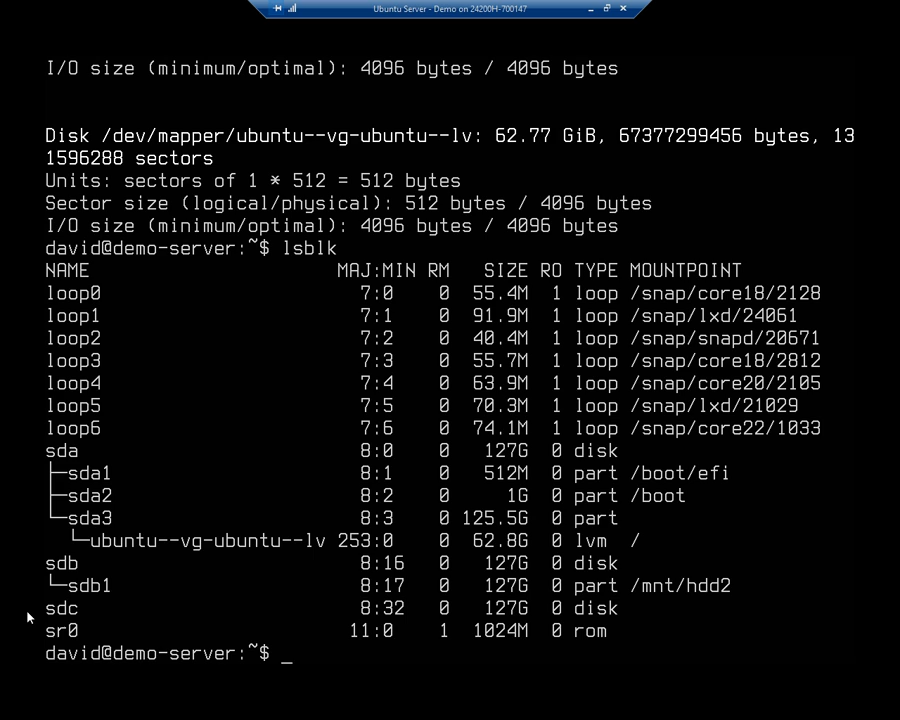 Ubuntu Server - Demo on 24200H-700147
I/O size (minimum/optimal): 4096 bytes / 4096 bytes
Disk /dev/mapper/ubuntu--vg-ubuntu--lv: 62.77 GiB, 67377299456 bytes, 13
1596288 sectors
Units: sectors of 1 * 512 = 512 bytes
Sector size (logical/physical): 512 bytes / 4096 bytes
I/O size (minimum/optimal): 4096 bytes / 4096 bytes
david@demo-server:~$ lsblk
NAME                      MAJ:MIN RM   SIZE RO TYPE MOUNTPOINT
loop0                       7:0    0  55.4M  1 loop /snap/core18/2128
loop1                       7:1    0  91.9M  1 loop /snap/lxd/24061
loop2                       7:2    0  40.4M  1 loop /snap/snapd/20671
loop3                       7:3    0  55.7M  1 loop /snap/core18/2812
loop4                       7:4    0  63.9M  1 loop /snap/core20/2105
loop5                       7:5    0  70.3M  1 loop /snap/lxd/21029
loop6                       7:6    0  74.1M  1 loop /snap/core22/1033
sda                         8:0    0   127G  0 disk
├─sda1                      8:1    0   512M  0 part /boot/efi
├─sda2                      8:2    0     1G  0 part /boot
└─sda3                      8:3    0 125.5G  0 part
  └─ubuntu--vg-ubuntu--lv 253:0    0  62.8G  0 lvm  /
sdb                         8:16   0   127G  0 disk
└─sdb1                      8:17   0   127G  0 part /mnt/hdd2
sdc                         8:32   0   127G  0 disk
sr0                        11:0    1  1024M  0 rom
david@demo-server:~$ _